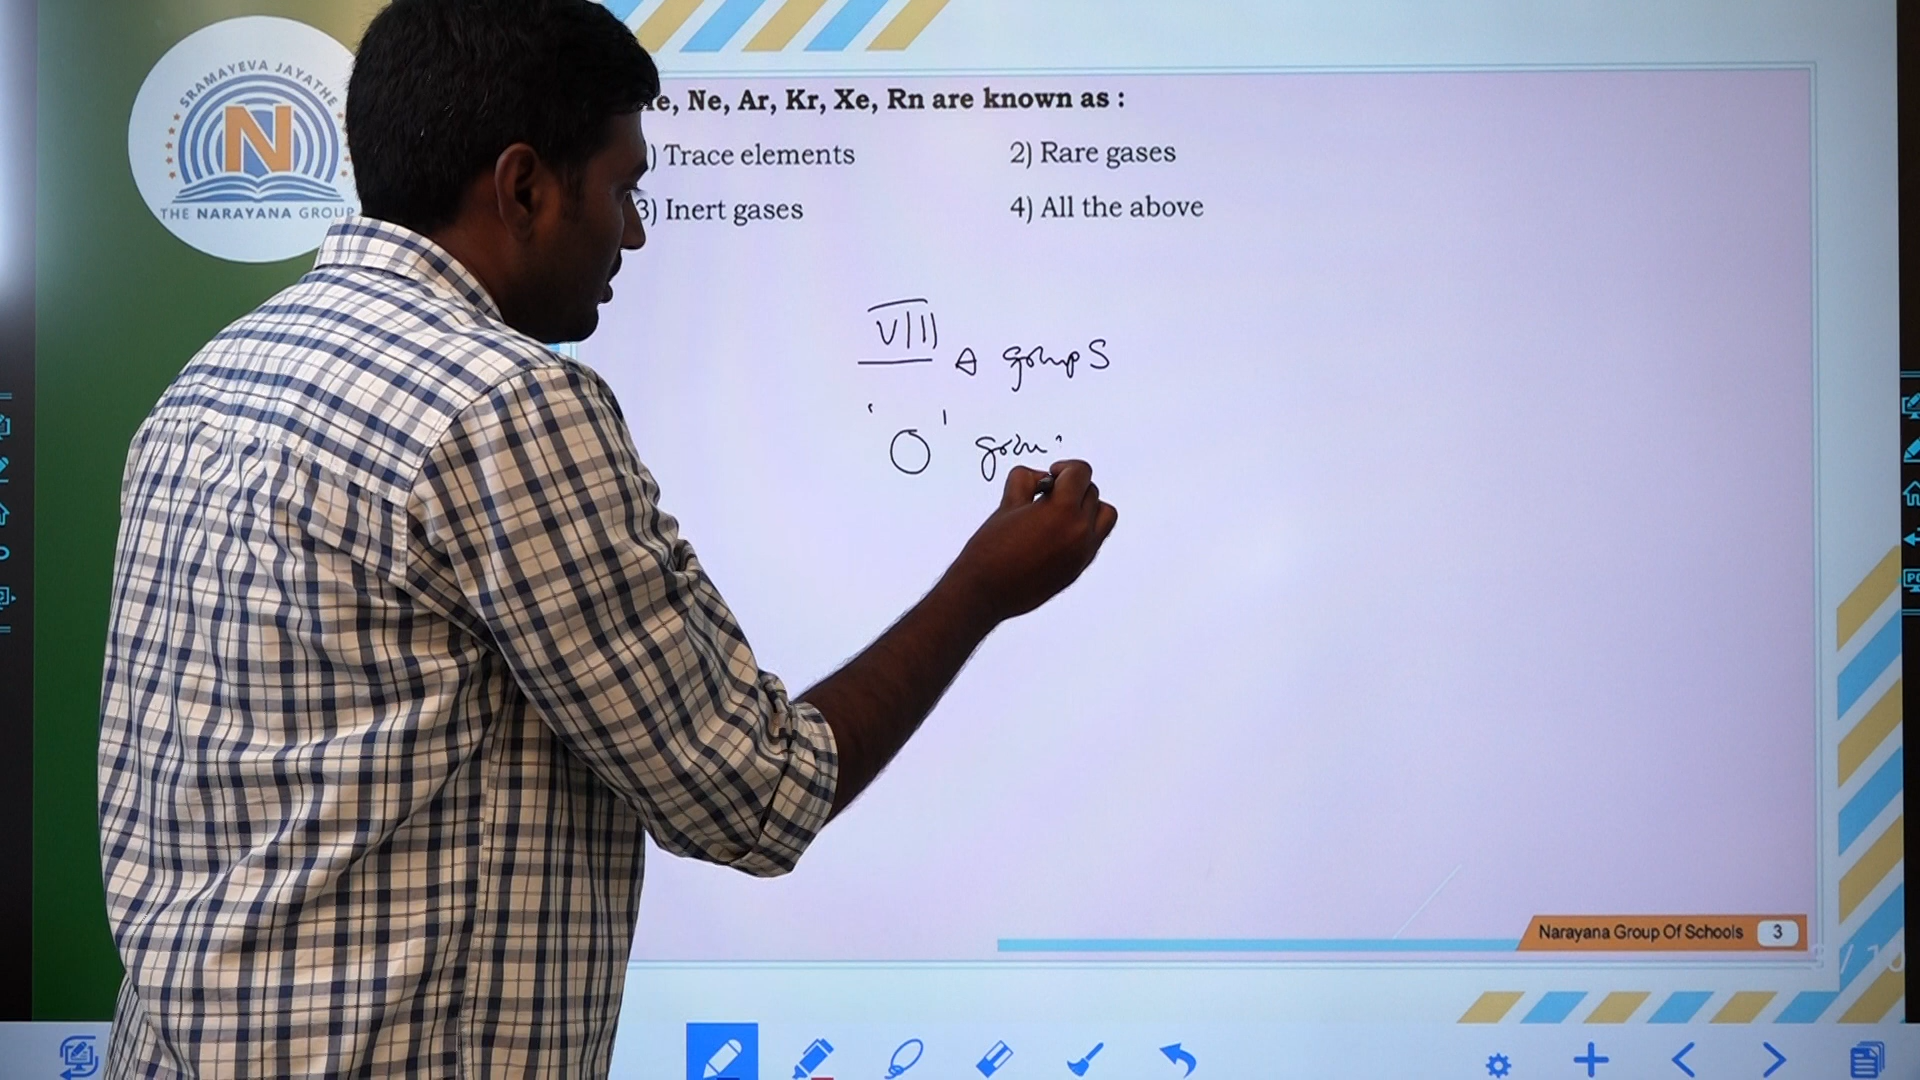 SRAMAYEVA JAYATHE
N
THE NARAYANA GROUP
e, Ne, Ar, Kr, Xe, Rn are known as :
) Trace elements
2) Rare gases
3) Inert gases
4) All the above
VIII A groups
'O'
Narayana Group Of Schools 3